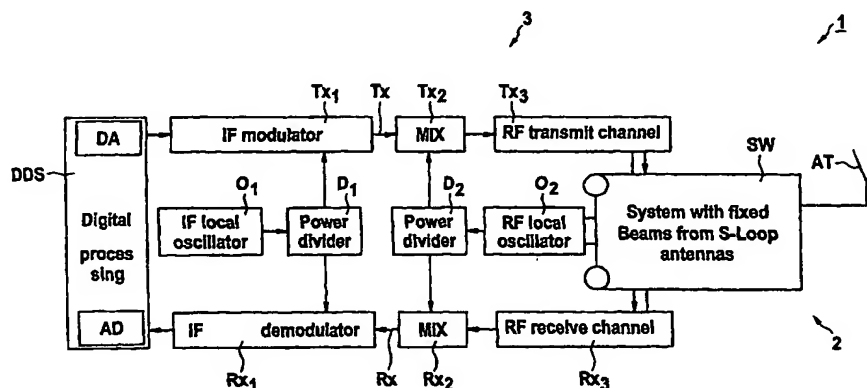 3
1
Tx1
Tx
Tx2
Tx3
DA
IF modulator
MIX
RF transmit channel
SW
AT
DDS
O1
D1
D2
O2
Digital
proces
sing
IF local
oscillator
Power
divider
Power
divider
RF local
oscillator
System with fixed
Beams from S-Loop
antennas
AD
IF demodulator
MIX
RF receive channel
2
Rx1
Rx
Rx2
Rx3